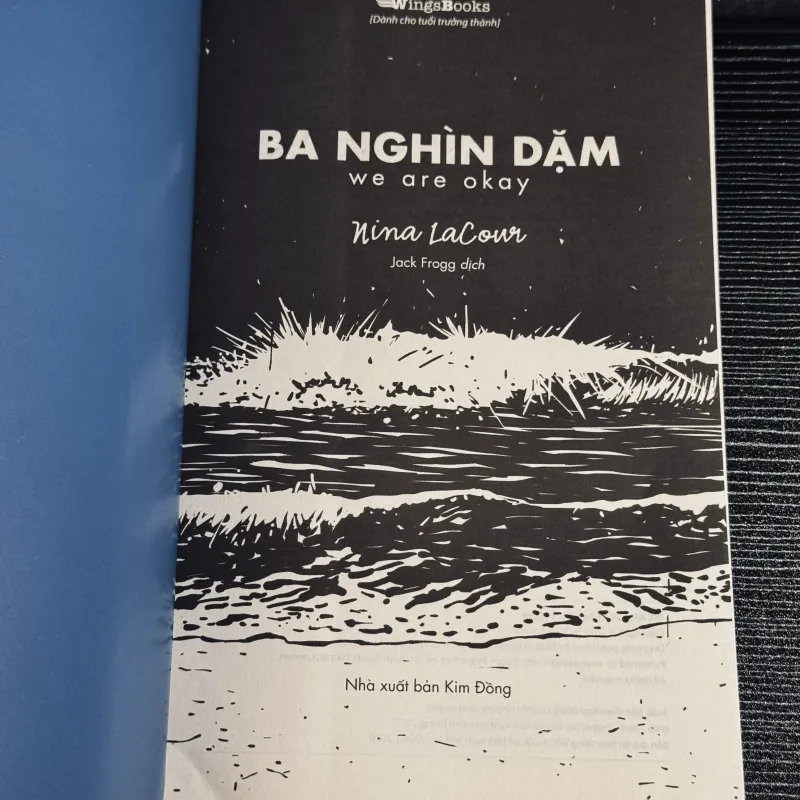 WingsBooks
[Dành cho tuổi trưởng thành]
BA NGHÌN DẶM
we are okay
Nina LaCour
Jack Frogg dịch
Nhà xuất bản Kim Đồng